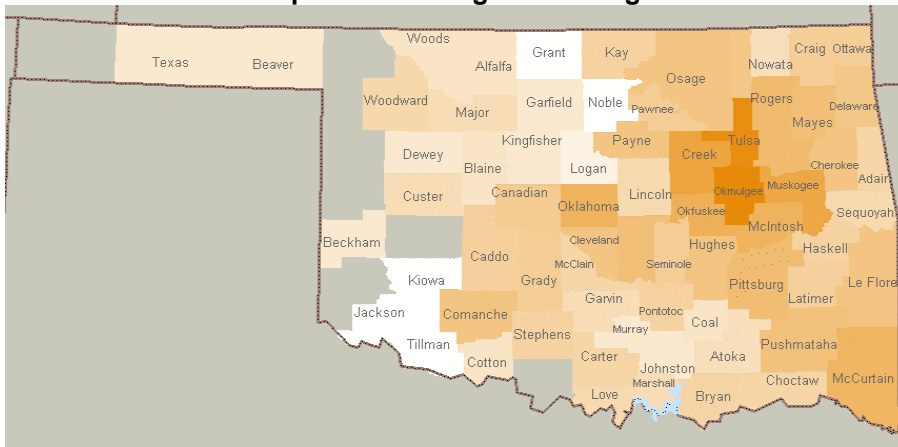 Woods
Grant
Kay
Craig
Ottawa
Texas
Beaver
Alfalfa
Nowata
Osage
Woodward
Major
Garfield
Noble
Pawnee
Rogers
Delaware
Mayes
Kingfisher
Payne
Tulsa
Dewey
Blaine
Logan
Creek
Cherokee
Adair
Custer
Canadian
Lincoln
Okmulgee
Muskogee
Oklahoma
Okfuskee
Sequoyah
McIntosh
Beckham
Cleveland
Hughes
Haskell
Caddo
McClain
Seminole
Kiowa
Grady
Pittsburg
Le Flore
Garvin
Latimer
Jackson
Comanche
Pontotoc
Coal
Stephens
Murray
Tillman
Pushmataha
Cotton
Carter
Atoka
Johnston
Marshall
Choctaw
McCurtain
Love
Bryan